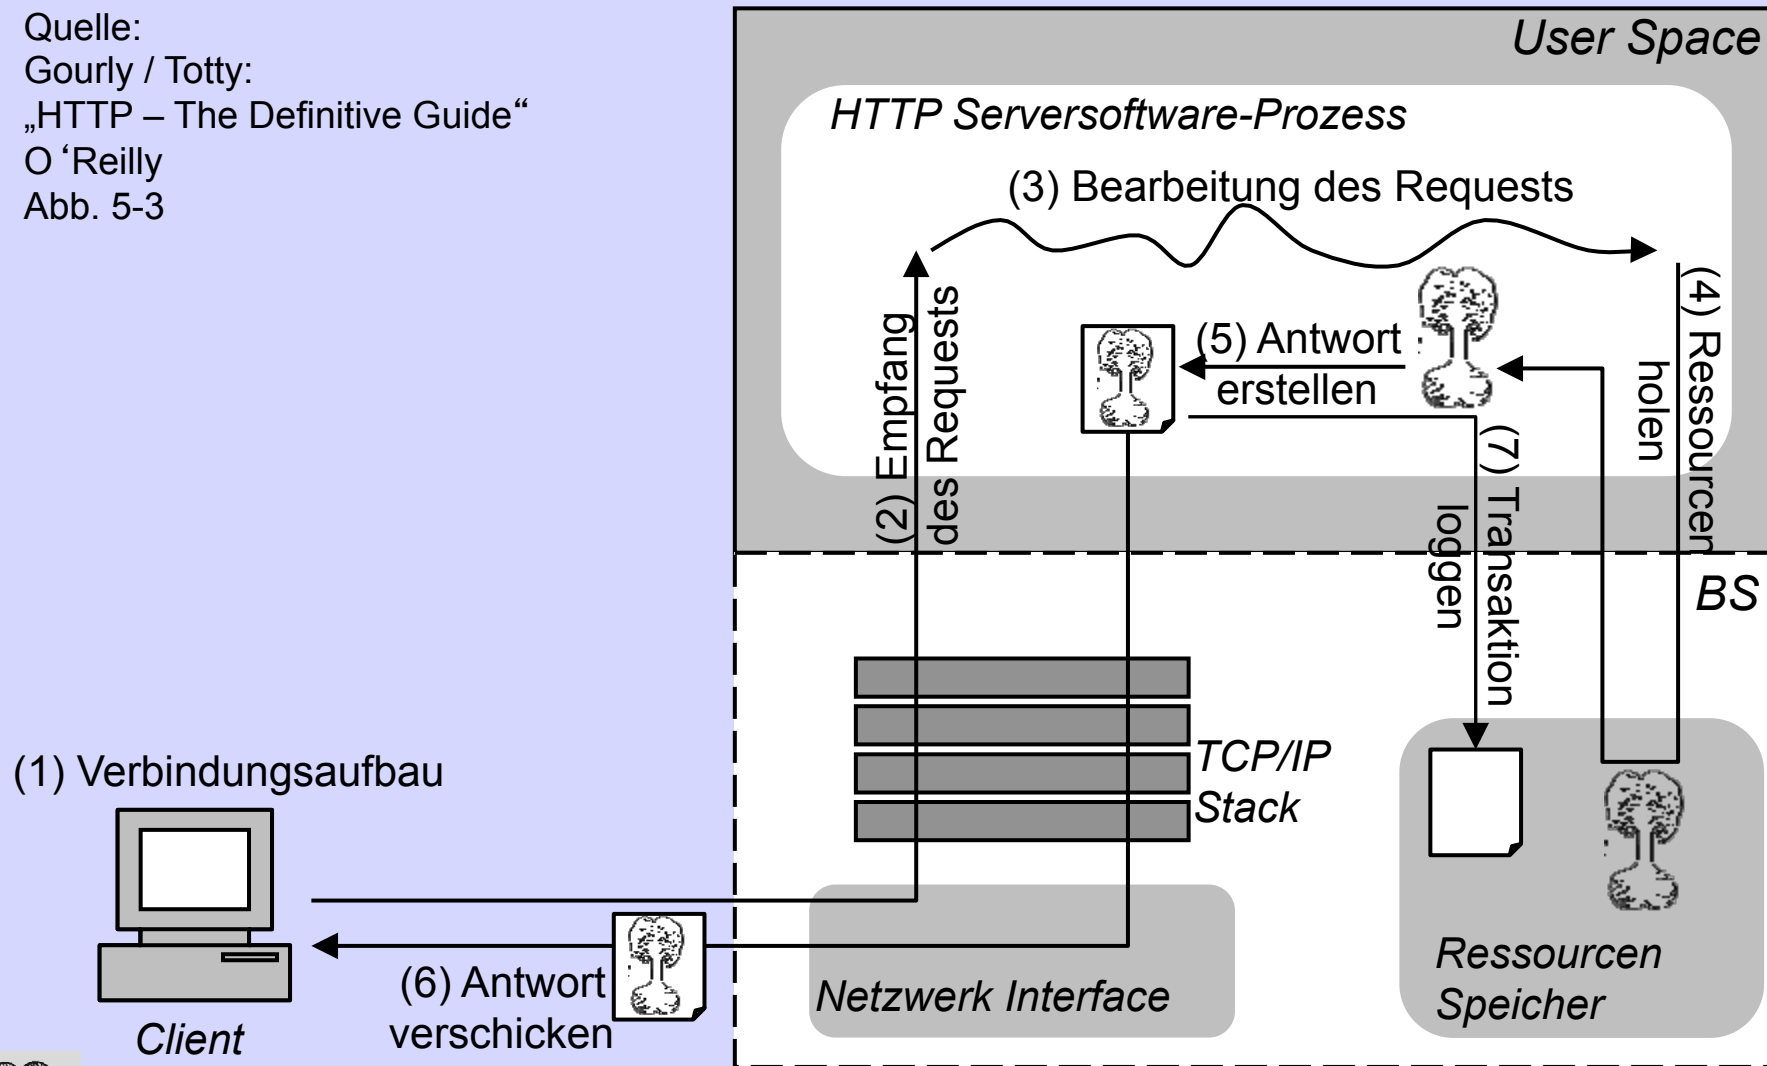 Quelle:
Gourly / Totty:
„HTTP – The Definitive Guide“
O ‘Reilly
Abb. 5-3
User Space
HTTP Serversoftware-Prozess
(3) Bearbeitung des Requests
(2) Empfang
des Requests
(5) Antwort
erstellen
(4) Ressourcen
holen
(7) Transaktion
loggen
BS
TCP/IP
Stack
(1) Verbindungsaufbau
(6) Antwort
verschicken
Client
Netzwerk Interface
Ressourcen
Speicher